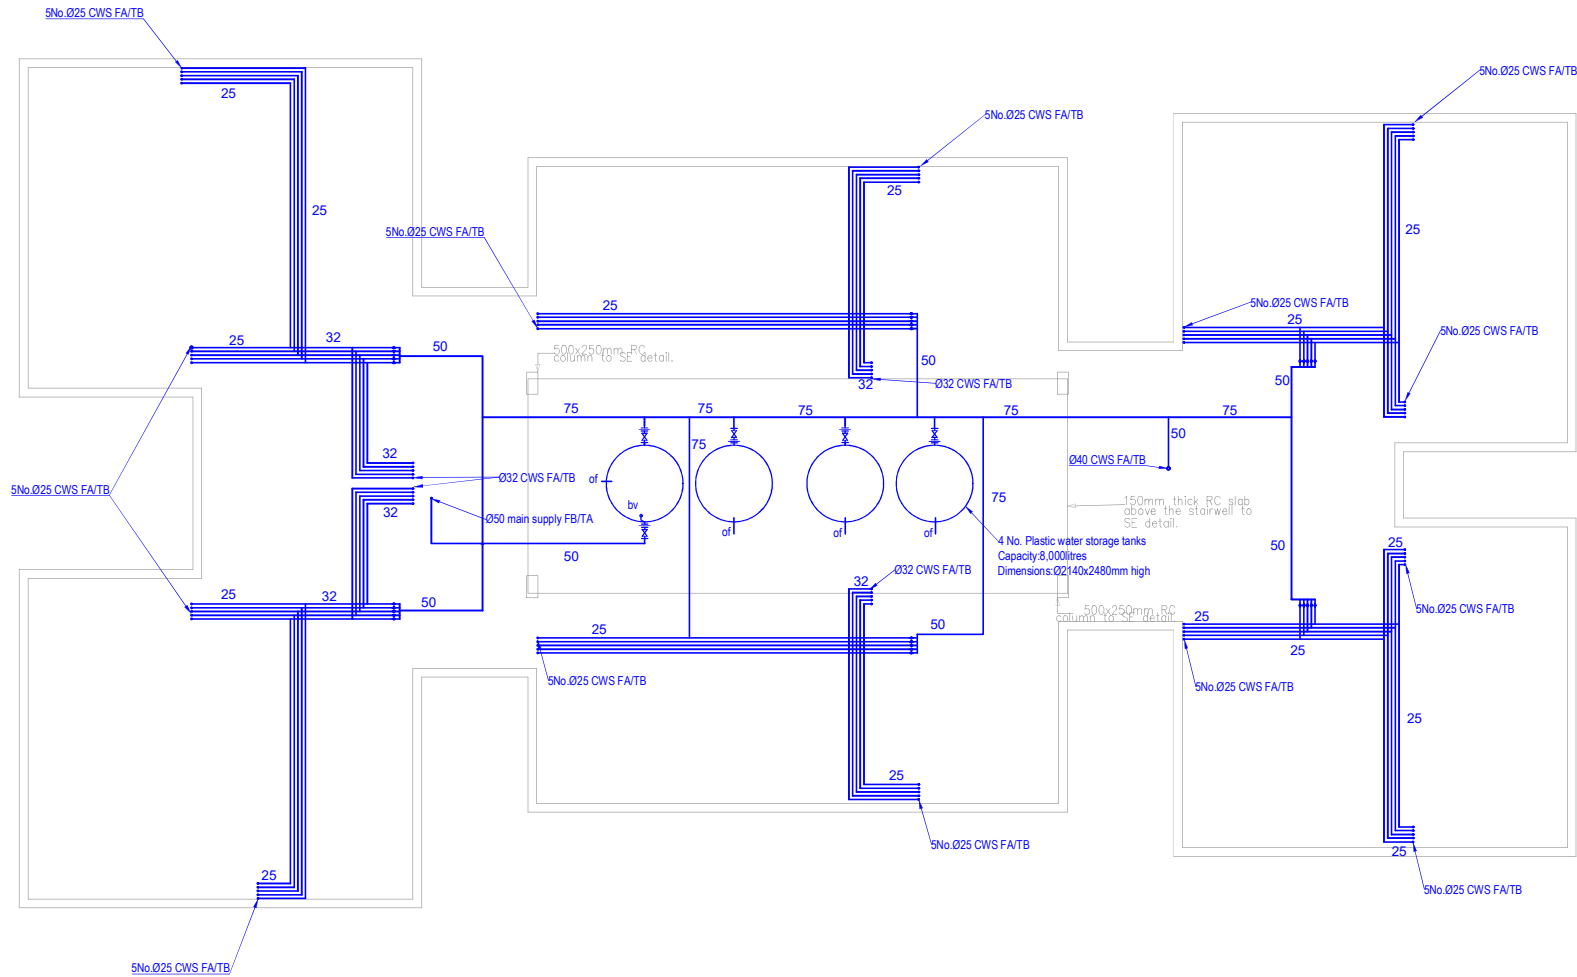 5No.Ø25 CWS FA/TB
5No.Ø25 CWS FA/TB
25
5No.Ø25 CWS FA/TB
25
25
25
5No.Ø25 CWS FA/TB
25
5No.Ø25 CWS FA/TB
25
5No.Ø25 CWS FA/TB
25
25
32
50
500x250mm RC
column to SE detail.
50
32
Ø32 CWS FA/TB
50
75
75
75
75
75
75
50
32
Ø40 CWS FA/TB
Ø32 CWS FA/TB
of
5No.Ø25 CWS FA/TB
75
150mm thick RC slab
above the stairwell to
SE detail.
bv
32
Ø50 main supply FB/TA
of
of
of
50
4 No. Plastic water storage tanks
Capacity:8,000litres
Dimensions:Ø2140x2480mm high
50
25
32
Ø32 CWS FA/TB
25
32
50
5No.Ø25 CWS FA/TB
500x250mm RC
column to SE detail.
25
50
25
25
5No.Ø25 CWS FA/TB
5No.Ø25 CWS FA/TB
25
25
5No.Ø25 CWS FA/TB
25
25
5No.Ø25 CWS FA/TB
5No.Ø25 CWS FA/TB